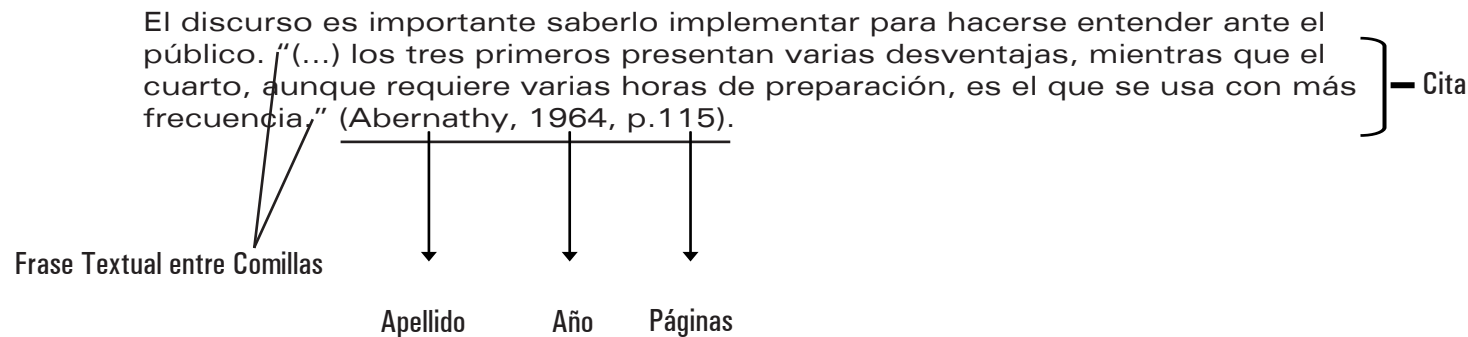 El discurso es importante saberlo implementar para hacerse entender ante el
público. “(...) los tres primeros presentan varias desventajas, mientras que el
cuarto, aunque requiere varias horas de preparación, es el que se usa con más
frecuencia.” (Abernathy, 1964, p.115).
Cita
Frase Textual entre Comillas
Apellido Año Páginas